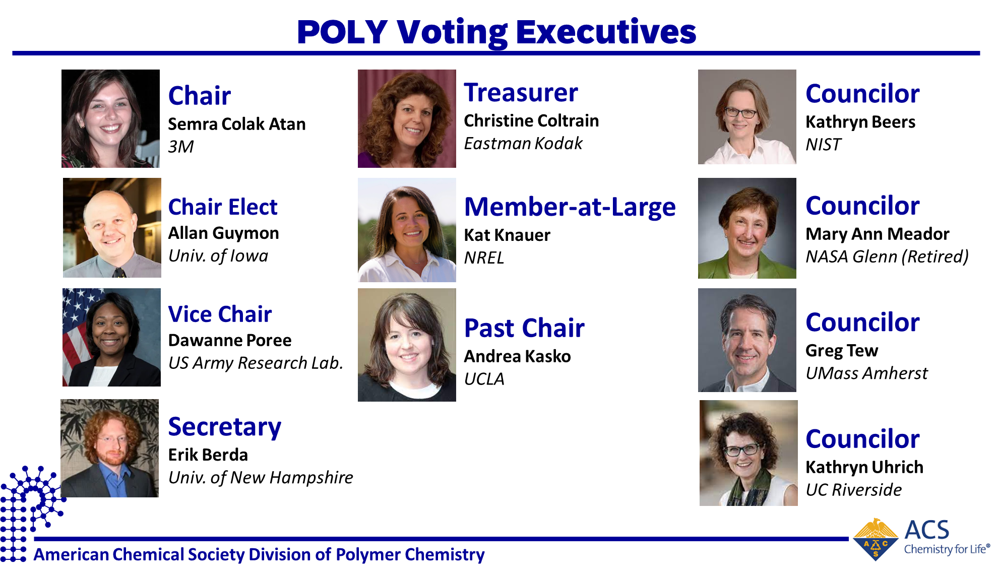 POLY Voting Executives
Chair
Semra Colak Atan
3M
Chair Elect
Allan Guymon
Univ. of Iowa
Vice Chair
Dawanne Poree
US Army Research Lab.
Secretary
Erik Berda
Univ. of New Hampshire
Treasurer
Christine Coltrain
Eastman Kodak
Member-at-Large
Kat Knauer
NREL
Past Chair
Andrea Kasko
UCLA
Councilor
Kathryn Beers
NIST
Councilor
Mary Ann Meador
NASA Glenn (Retired)
Councilor
Greg Tew
UMass Amherst
Councilor
Kathryn Uhrich
UC Riverside
American Chemical Society Division of Polymer Chemistry
A C S
ACS
Chemistry for Life®